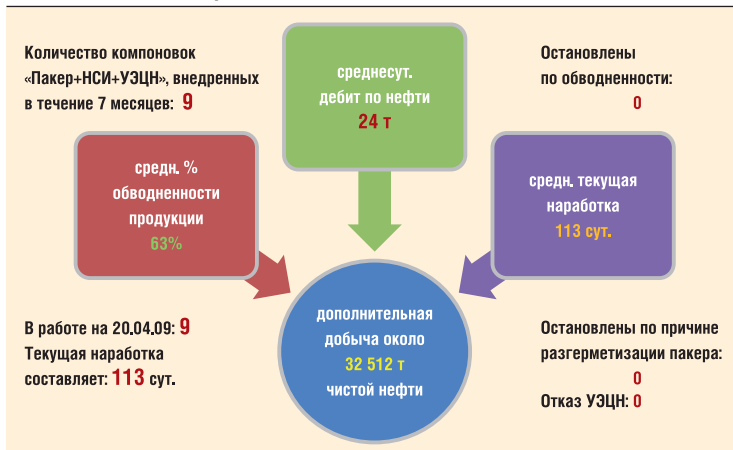 Количество компоновок
«Пакер+НСИ+УЭЦН», внедренных
в течение 7 месяцев: 9
среднесут.
дебит по нефти
24 т
Остановлены
по обводненности:
0
средн. %
обводненности
продукции
63%
средн. текущая
наработка
113 сут.
дополнительная
добыча около
32 512 т
чистой нефти
В работе на 20.04.09: 9
Текущая наработка
составляет: 113 сут.
Остановлены по причине
разгерметизации пакера:
0
Отказ УЭЦН: 0